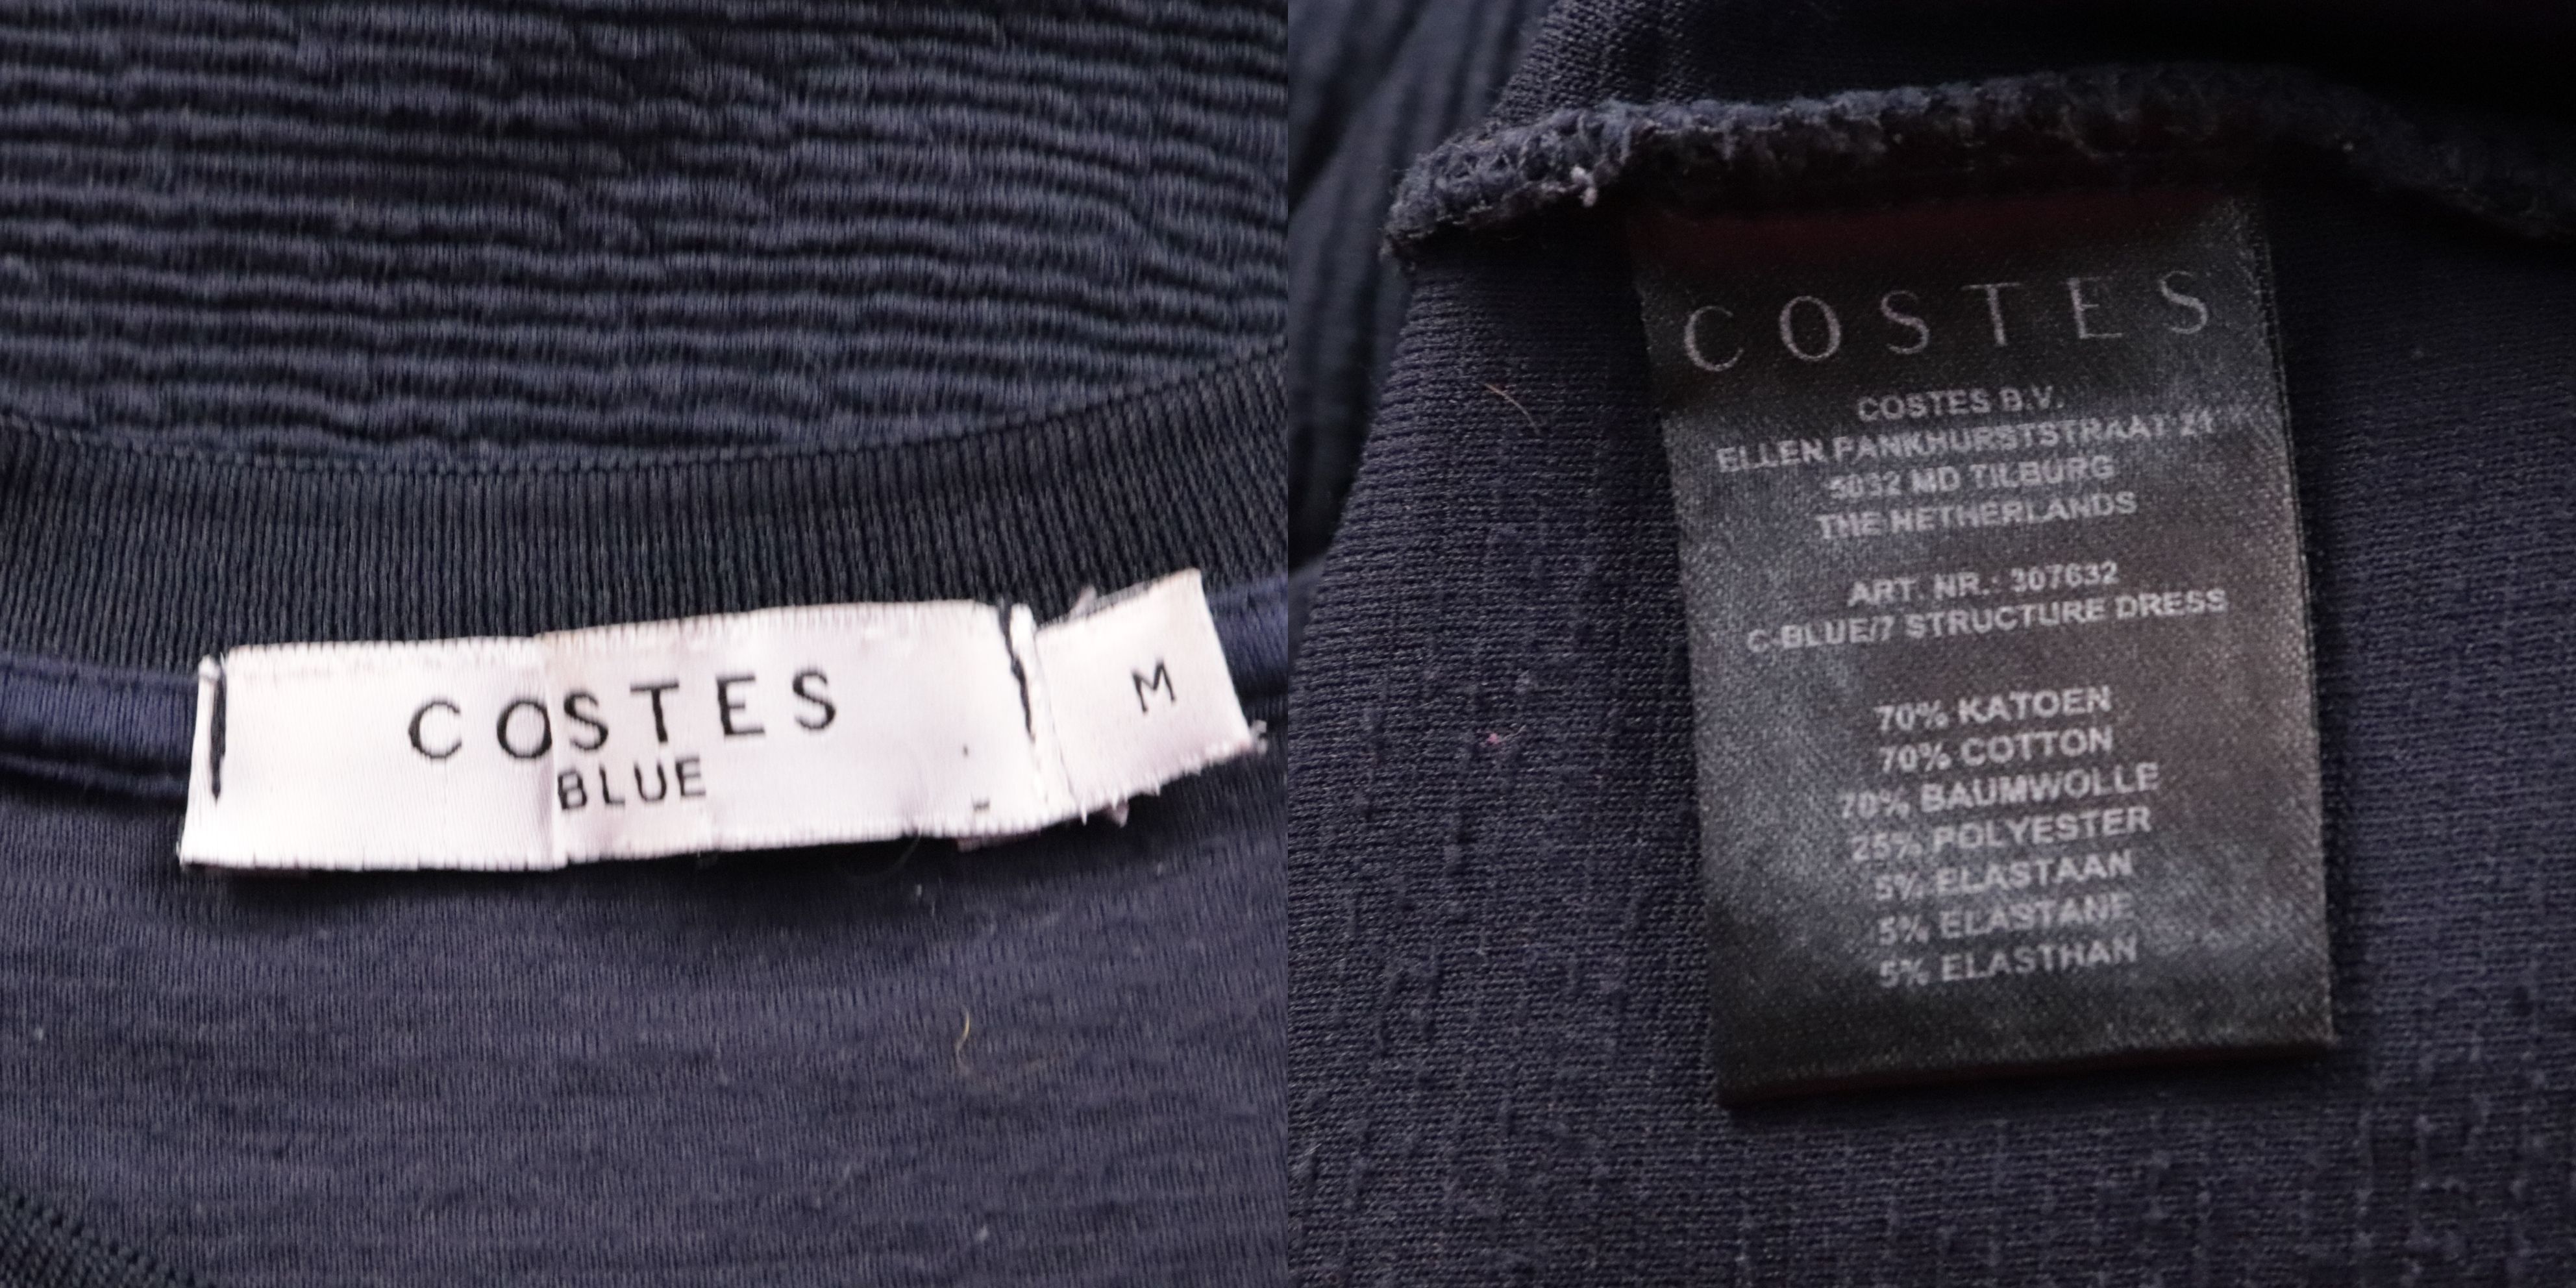 COSTES
BLUE
M
COSTES
COSTES B.V.
ELLEN PANKHURSTSTRAAT 21
5032 MD TILBURG
THE NETHERLANDS
ART. NR.: 307632
C-BLUE/7 STRUCTURE DRESS
70% KATOEN
70% COTTON
70% BAUMWOLLE
25% POLYESTER
5% ELASTAAN
5% ELASTANE
5% ELASTHAN